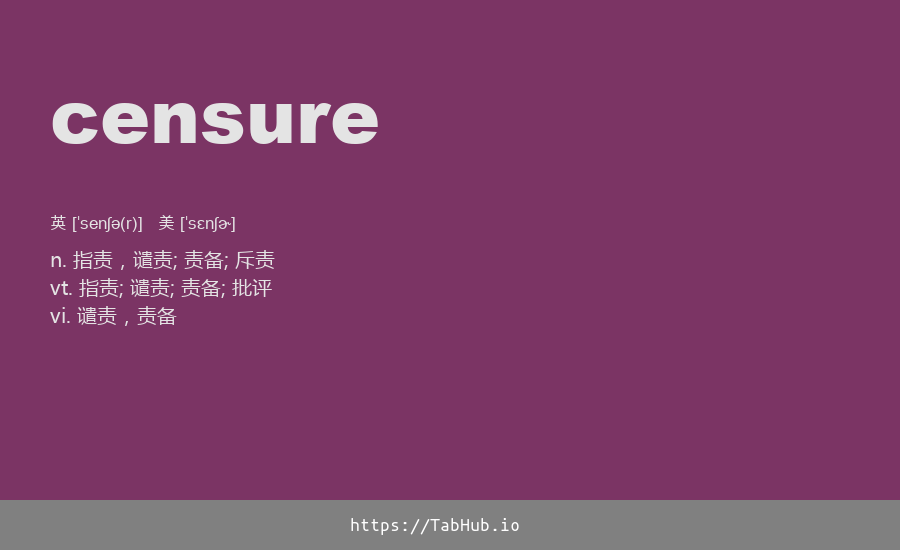 censure
英 [ˈsenʃə(r)] 美 [ˈsɛnʃɚ]
n. 指责，谴责; 责备; 斥责
vt. 指责; 谴责; 责备; 批评
vi. 谴责，责备
https://TabHub.io